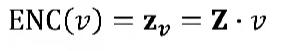 ENC(v) = z_v = Z · v